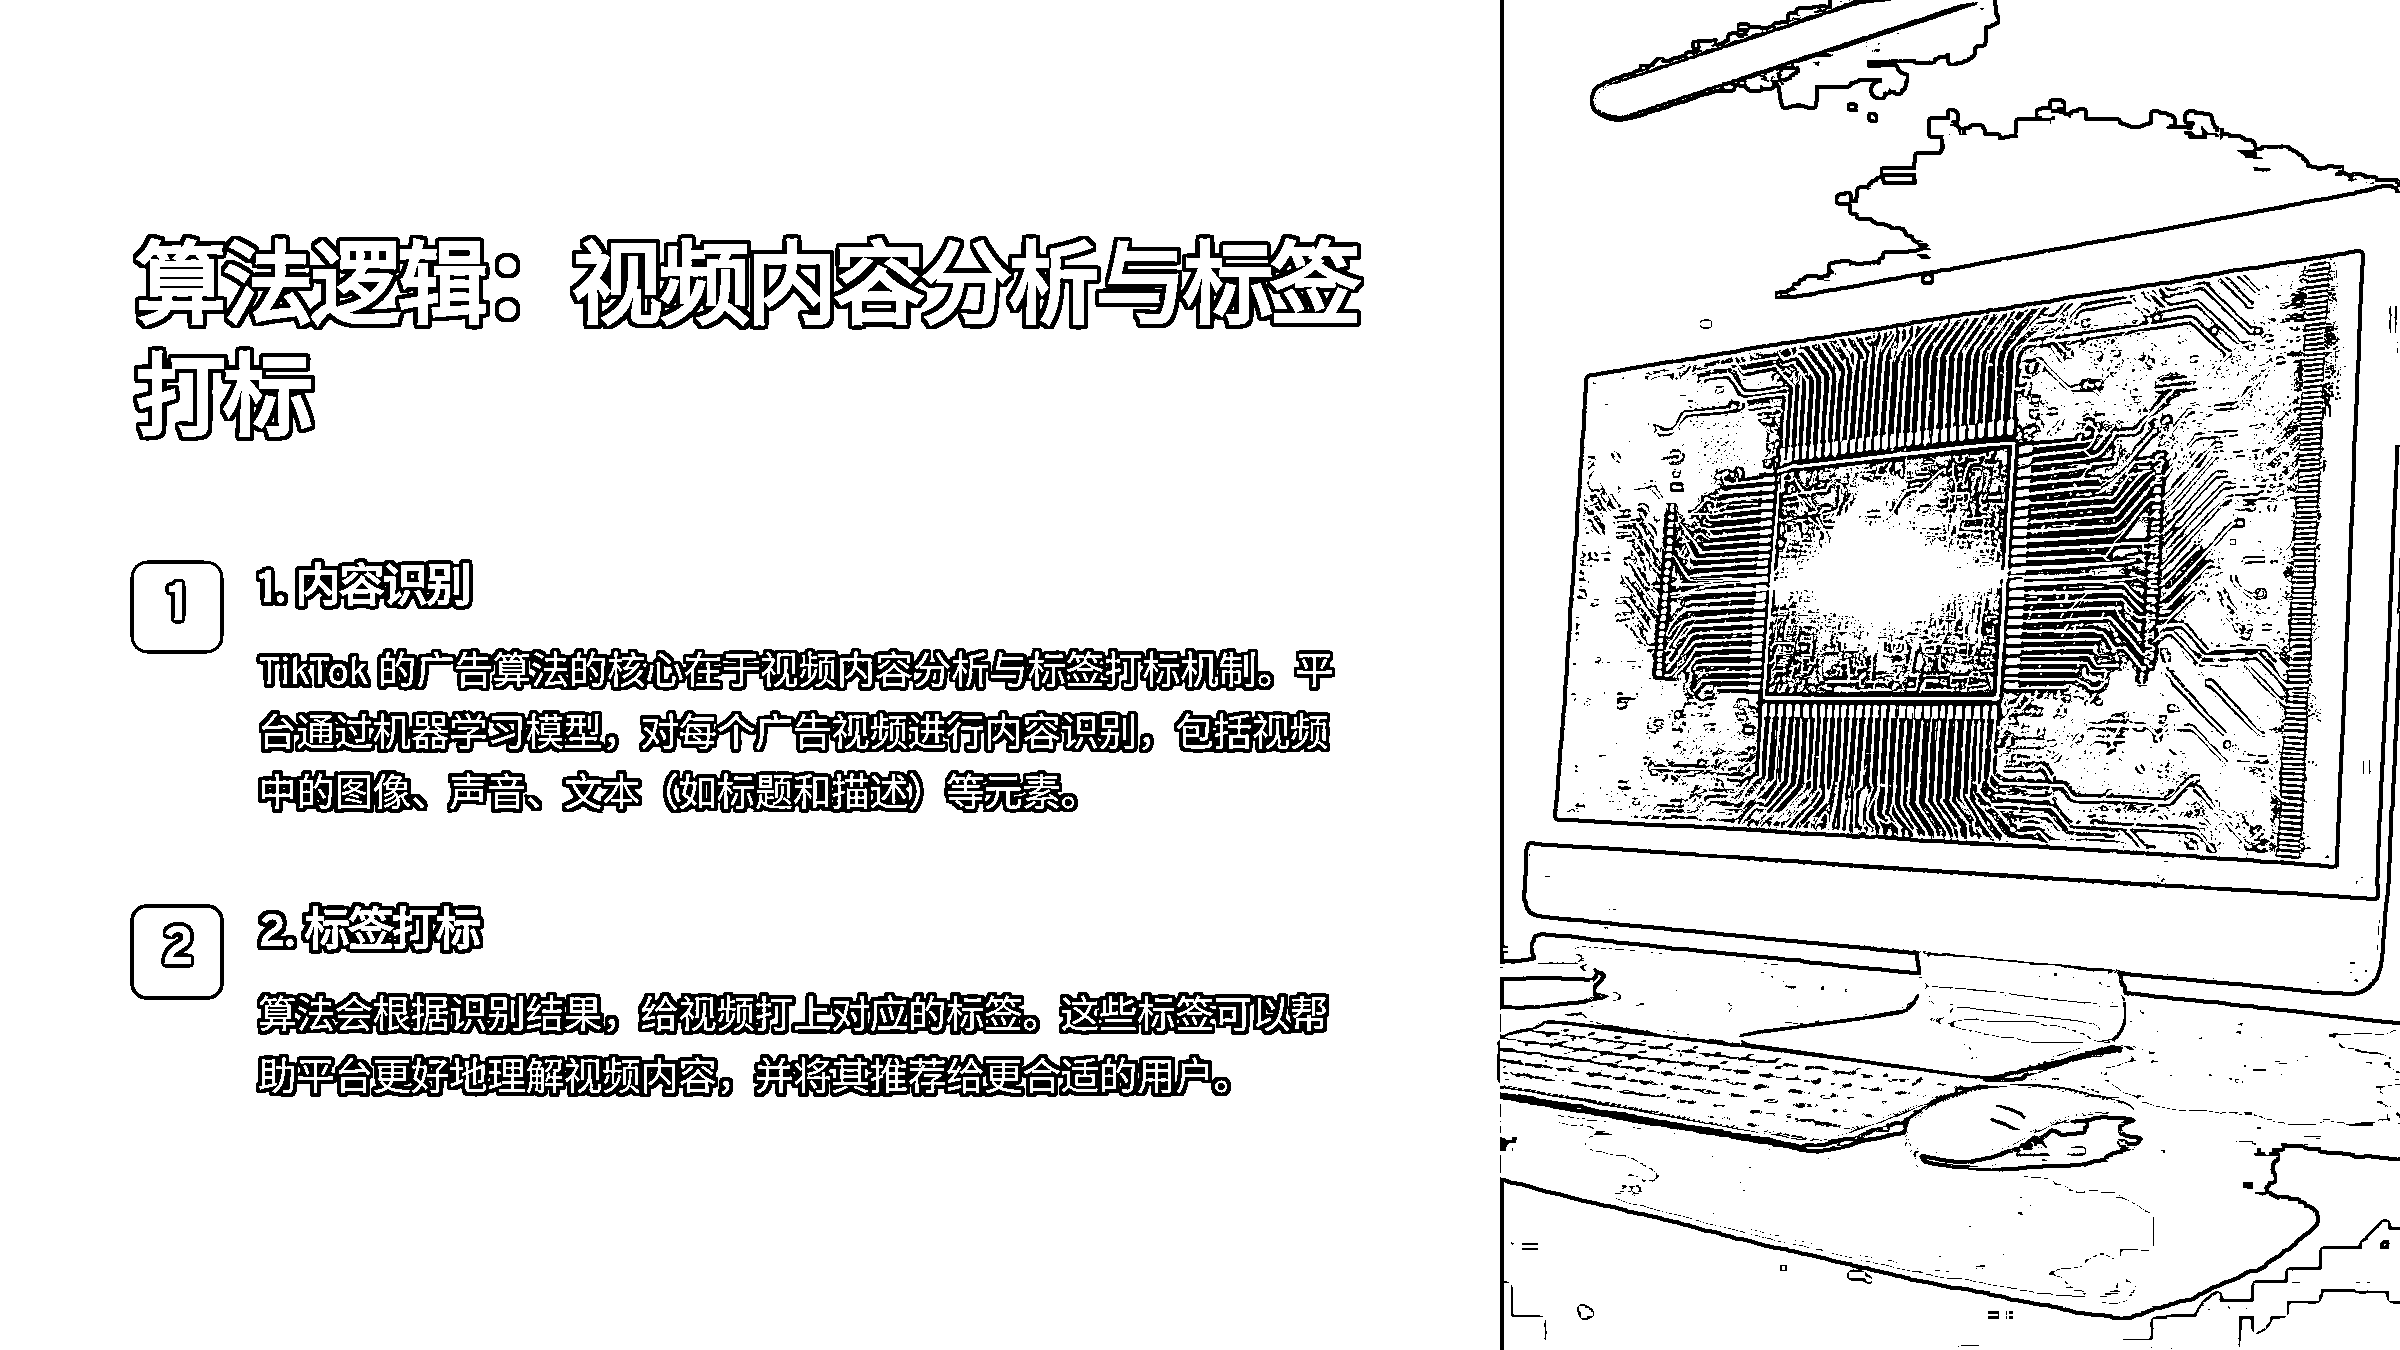 算法逻辑：视频内容分析与标签
打标
1
1. 内容识别
TikTok 的广告算法的核心在于视频内容分析与标签打标机制。平
台通过机器学习模型，对每个广告视频进行内容识别，包括视频
中的图像、声音、文本（如标题和描述）等元素。
2
2. 标签打标
算法会根据识别结果，给视频打上对应的标签。这些标签可以帮
助平台更好地理解视频内容，并将其推荐给更合适的用户。